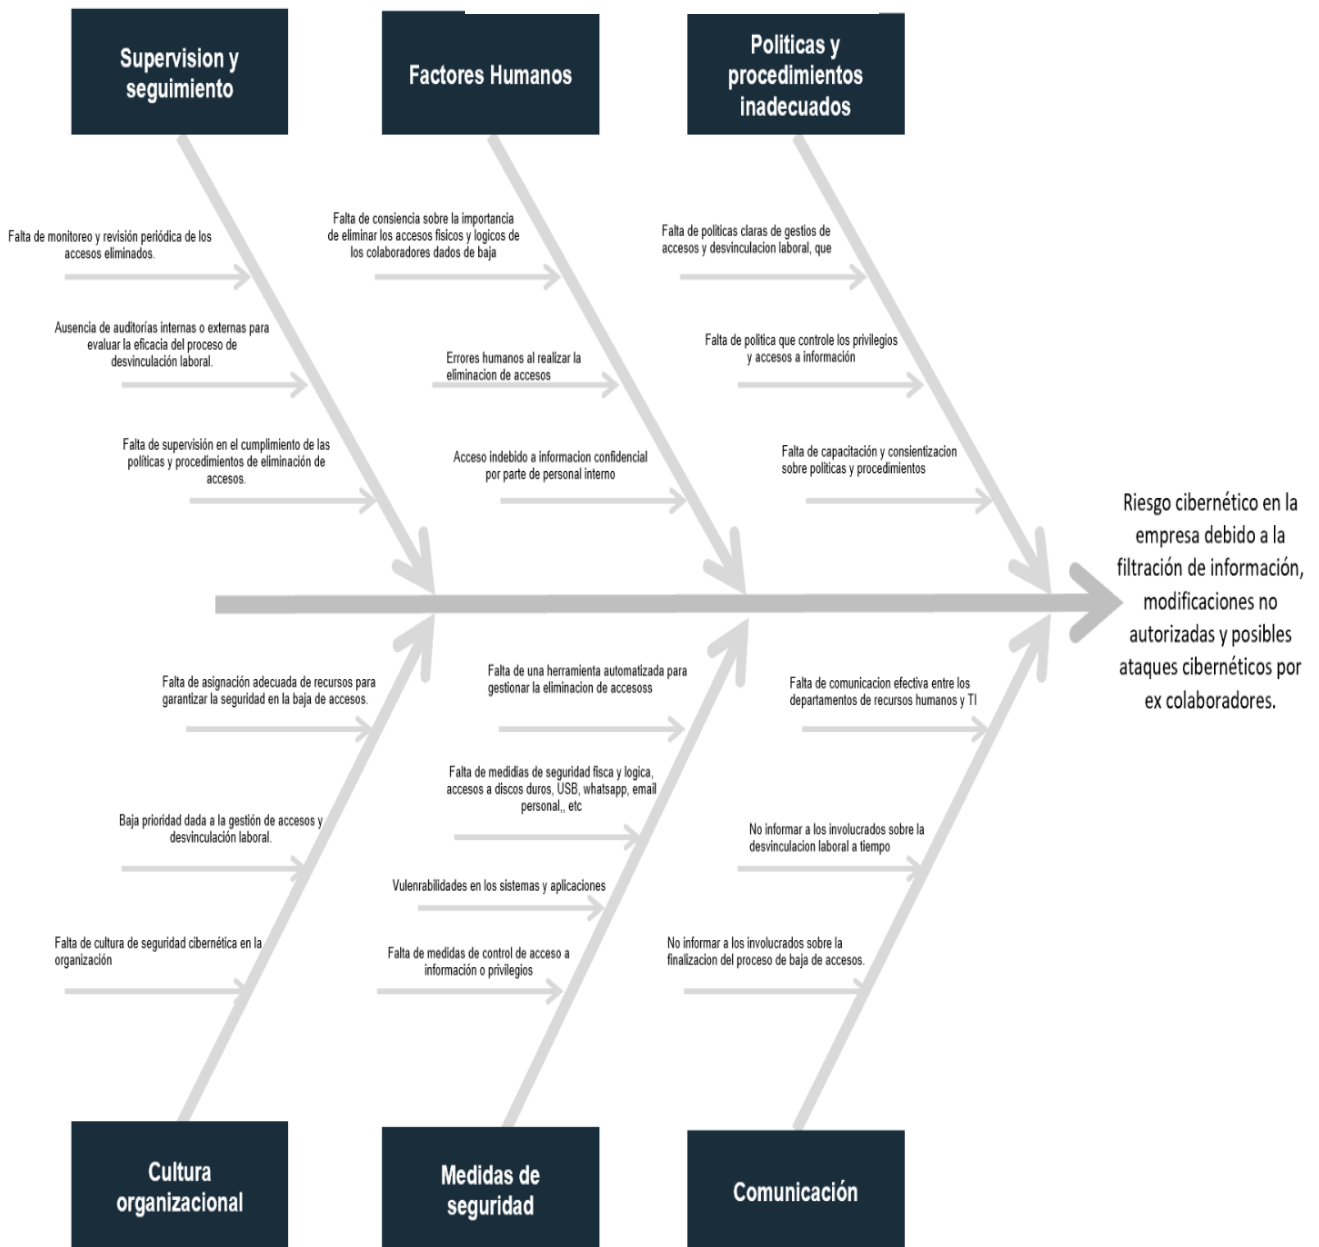 Supervision y
seguimiento
Factores Humanos
Politicas y
procedimientos
inadecuados
Falta de monitoreo y revisión periódica de los
accesos eliminados.
Ausencia de auditorías internas o externas para
evaluar la eficacia del proceso de
desvinculación laboral.
Falta de supervisión en el cumplimiento de las
políticas y procedimientos de eliminación de
accesos.
Falta de consiencia sobre la importancia
de eliminar los accesos fisicos y logicos de
los colaboradores dados de baja
Errores humanos al realizar la
eliminacion de accesos
Acceso indebido a informacion confidencial
por parte de personal interno
Falta de politicas claras de gestios de
accesos y desvinculacion laboral, que
Falta de politica que controle los privilegios
y accesos a información
Falta de capacitación y consientizacion
sobre politicas y procedimientos
Riesgo cibernético en la
empresa debido a la
filtración de información,
modificaciones no
autorizadas y posibles
ataques cibernéticos por
ex colaboradores.
Falta de asignación adecuada de recursos para
garantizar la seguridad en la baja de accesos.
Baja prioridad dada a la gestión de accesos y
desvinculación laboral.
Falta de cultura de seguridad cibernética en la
organización
Falta de una herramienta automatizada para
gestionar la eliminacion de accesoss
Falta de medidias de seguridad fisca y logica,
accesos a discos duros, USB, whatsapp, email
personal,, etc
Vulenrabilidades en los sistemas y aplicaciones
Falta de medidas de control de acceso a
información o privilegios
Falta de comunicacion efectiva entre los
departamentos de recursos humanos y TI
No informar a los involucrados sobre la
desvinculacion laboral a tiempo
No informar a los involucrados sobre la
finalizacion del proceso de baja de accesos.
Cultura
organizacional
Medidas de
seguridad
Comunicación